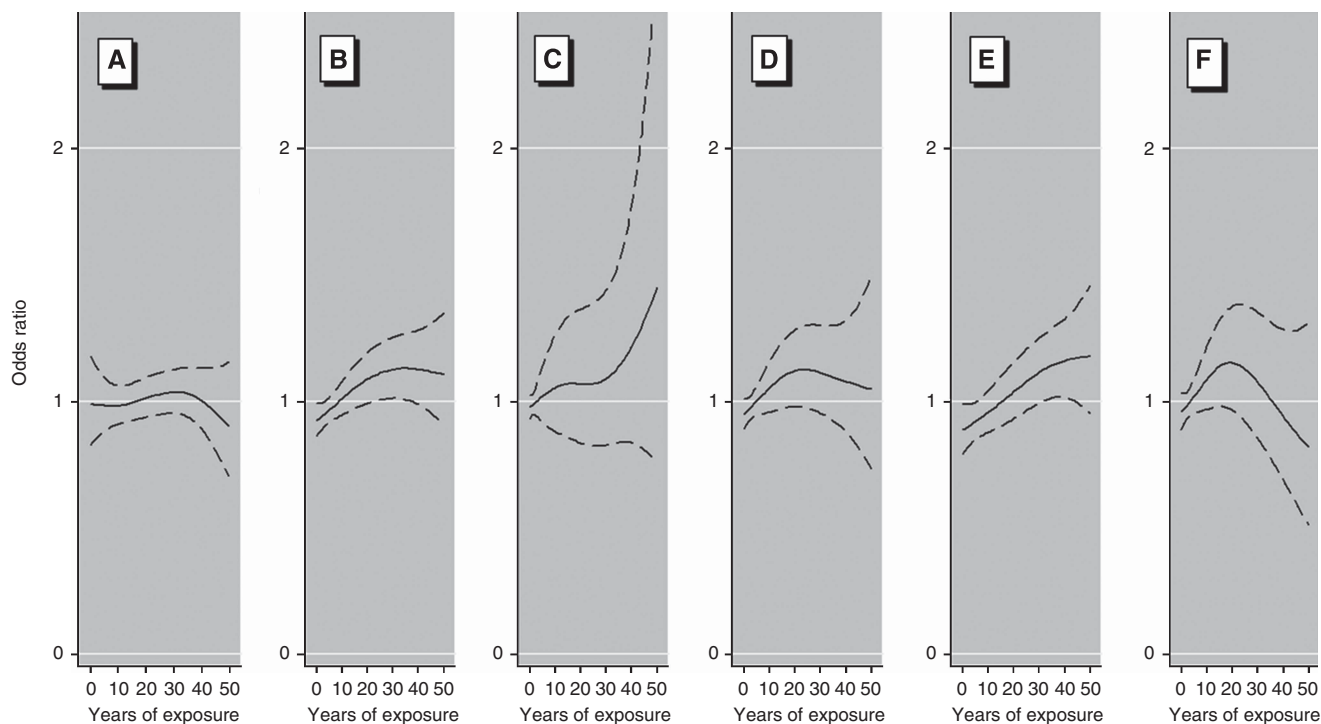 A B C D E F
2 2 2 2 2 2
Odds ratio
1 1 1 1 1 1
0 0 0 0 0 0
0 10 20 30 40 50 0 10 20 30 40 50 0 10 20 30 40 50 0 10 20 30 40 50 0 10 20 30 40 50 0 10 20 30 40 50
Years of exposure Years of exposure Years of exposure Years of exposure Years of exposure Years of exposure